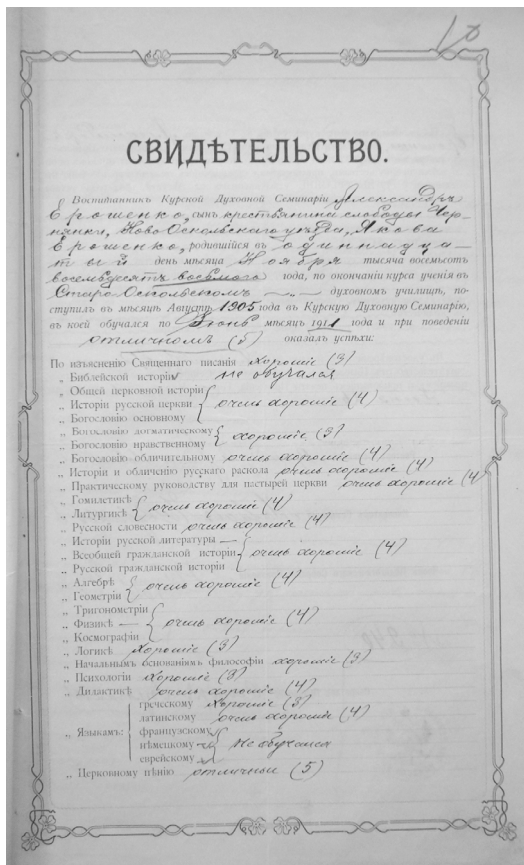 10
СВИДѢТЕЛЬСТВО.
Воспитанникъ Курской Духовной Семинаріи Александръ
Ерошенко, сынъ крестьянина слободы Чер-
нянки, Ново Оскольскаго уѣзда, Якова
Ерошенко, родившійся въ одиннадца-
тый день мѣсяца Ноября тысяча восемьсотъ
восемьдесятъ восьмого года, по окончаніи курса ученія въ
Старо Оскольскомъ —„— духовномъ училищѣ, по-
ступилъ въ мѣсяцѣ Августѣ 1905 года въ Курскую Духовную Семинарію,
въ коей обучался по Іюнь мѣсяцъ 1911 года и при поведеніи
отличномъ (5) оказалъ успѣхи:
По изъясненію Священнаго писанія хорошіе (3)
„ Библейской исторіи не обучался
„ Общей церковной исторіи
„ Исторіи русской церкви очень хорошіе (4)
„ Богословію основному
„ Богословію догматическому
„ Богословію нравственному хорошіе (3)
„ Богословію обличительному очень хорошіе (4)
„ Исторіи и обличенію русскаго раскола очень хорошіе (4)
„ Практическому руководству для пастырей церкви очень хорошіе (4)
„ Гомилетикѣ
„ Литургикѣ очень хорошіе (4)
„ Русской словесности очень хорошіе (4)
„ Исторіи русской литературы —
„ Всеобщей гражданской исторіи очень хорошіе (4)
„ Русской гражданской исторіи
„ Алгебрѣ очень хорошіе (4)
„ Геометріи
„ Тригонометріи
„ Физикѣ — очень хорошіе (4)
„ Космографіи
„ Логикѣ хорошіе (3)
„ Начальнымъ основаніямъ философіи хорошіе (3)
„ Психологіи хорошіе (3)
„ Дидактикѣ очень хорошіе (4)
греческому хорошіе (3)
латинскому очень хорошіе (4)
„ Языкамъ: французскому
нѣмецкому не обучался
еврейскому
„ Церковному пѣнію отличные (5)